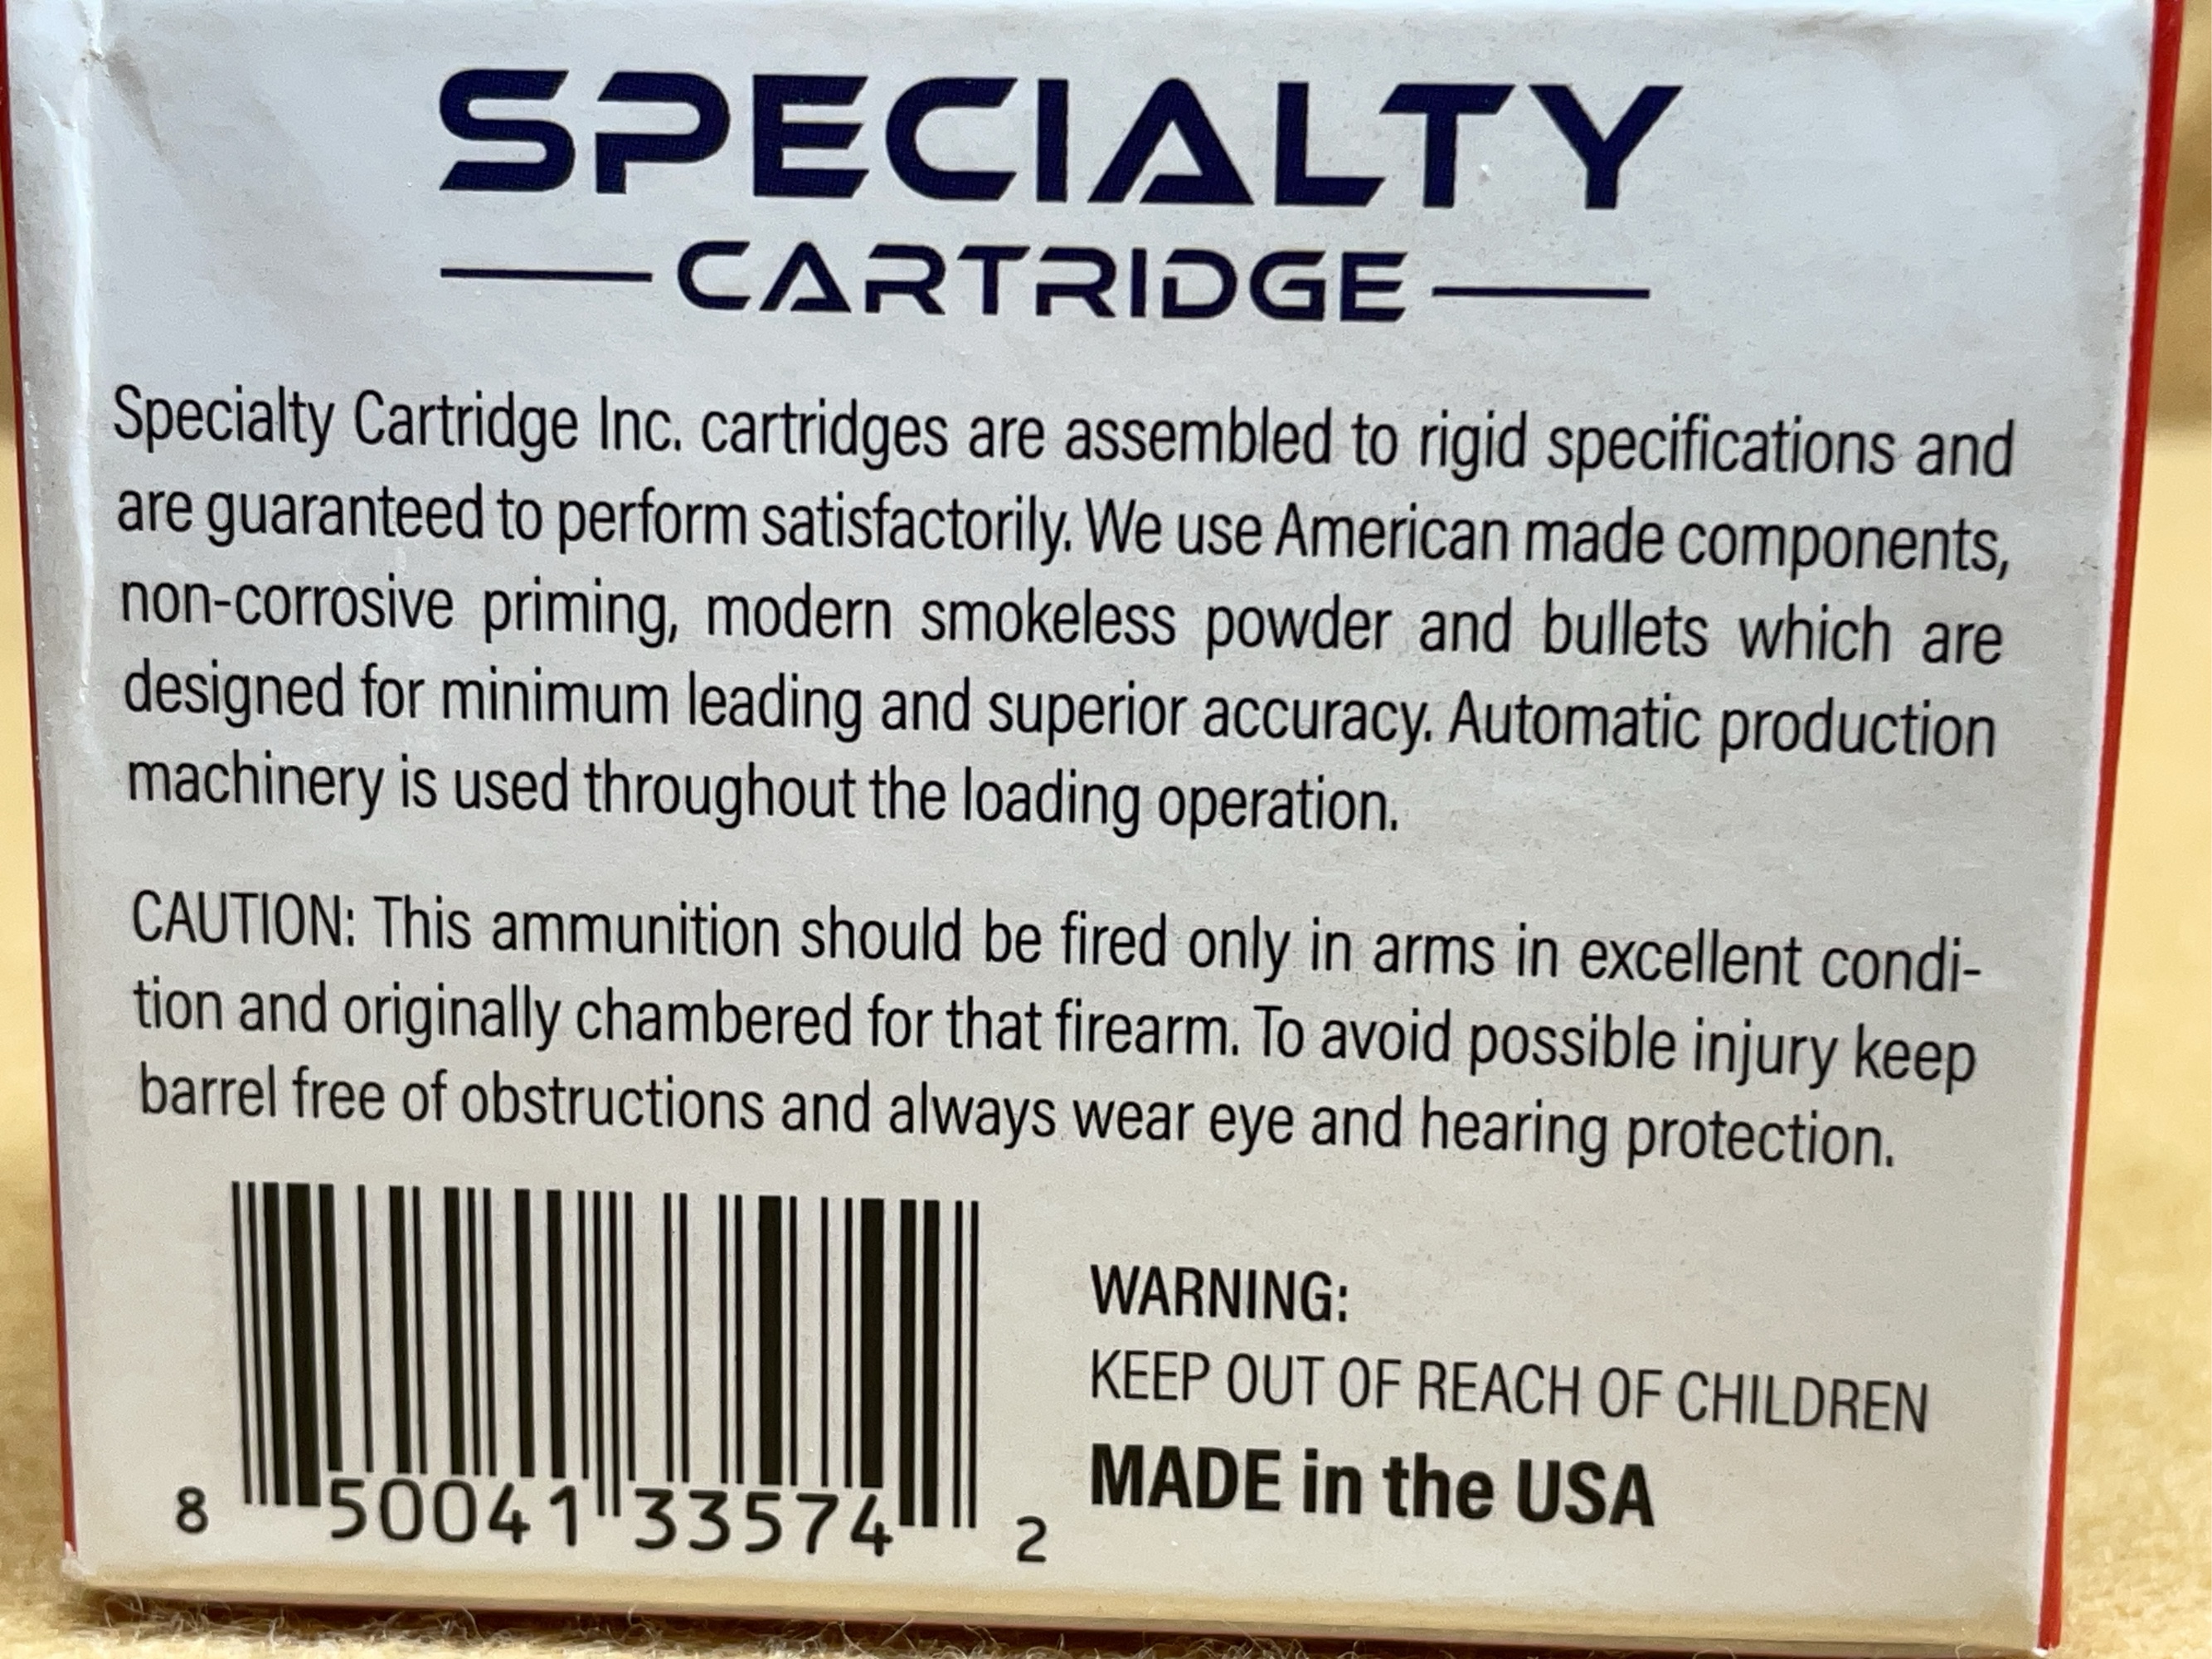 SPECIALTY
CARTRIDGE
Specialty Cartridge Inc. cartridges are assembled to rigid specifications and
are guaranteed to perform satisfactorily. We use American made components,
non-corrosive priming, modern smokeless powder and bullets which are
designed for minimum leading and superior accuracy. Automatic production
machinery is used throughout the loading operation.
CAUTION: This ammunition should be fired only in arms in excellent condi-
tion and originally chambered for that firearm. To avoid possible injury keep
barrel free of obstructions and always wear eye and hearing protection.
WARNING:
KEEP OUT OF REACH OF CHILDREN
MADE in the USA
8 50041 33574 2